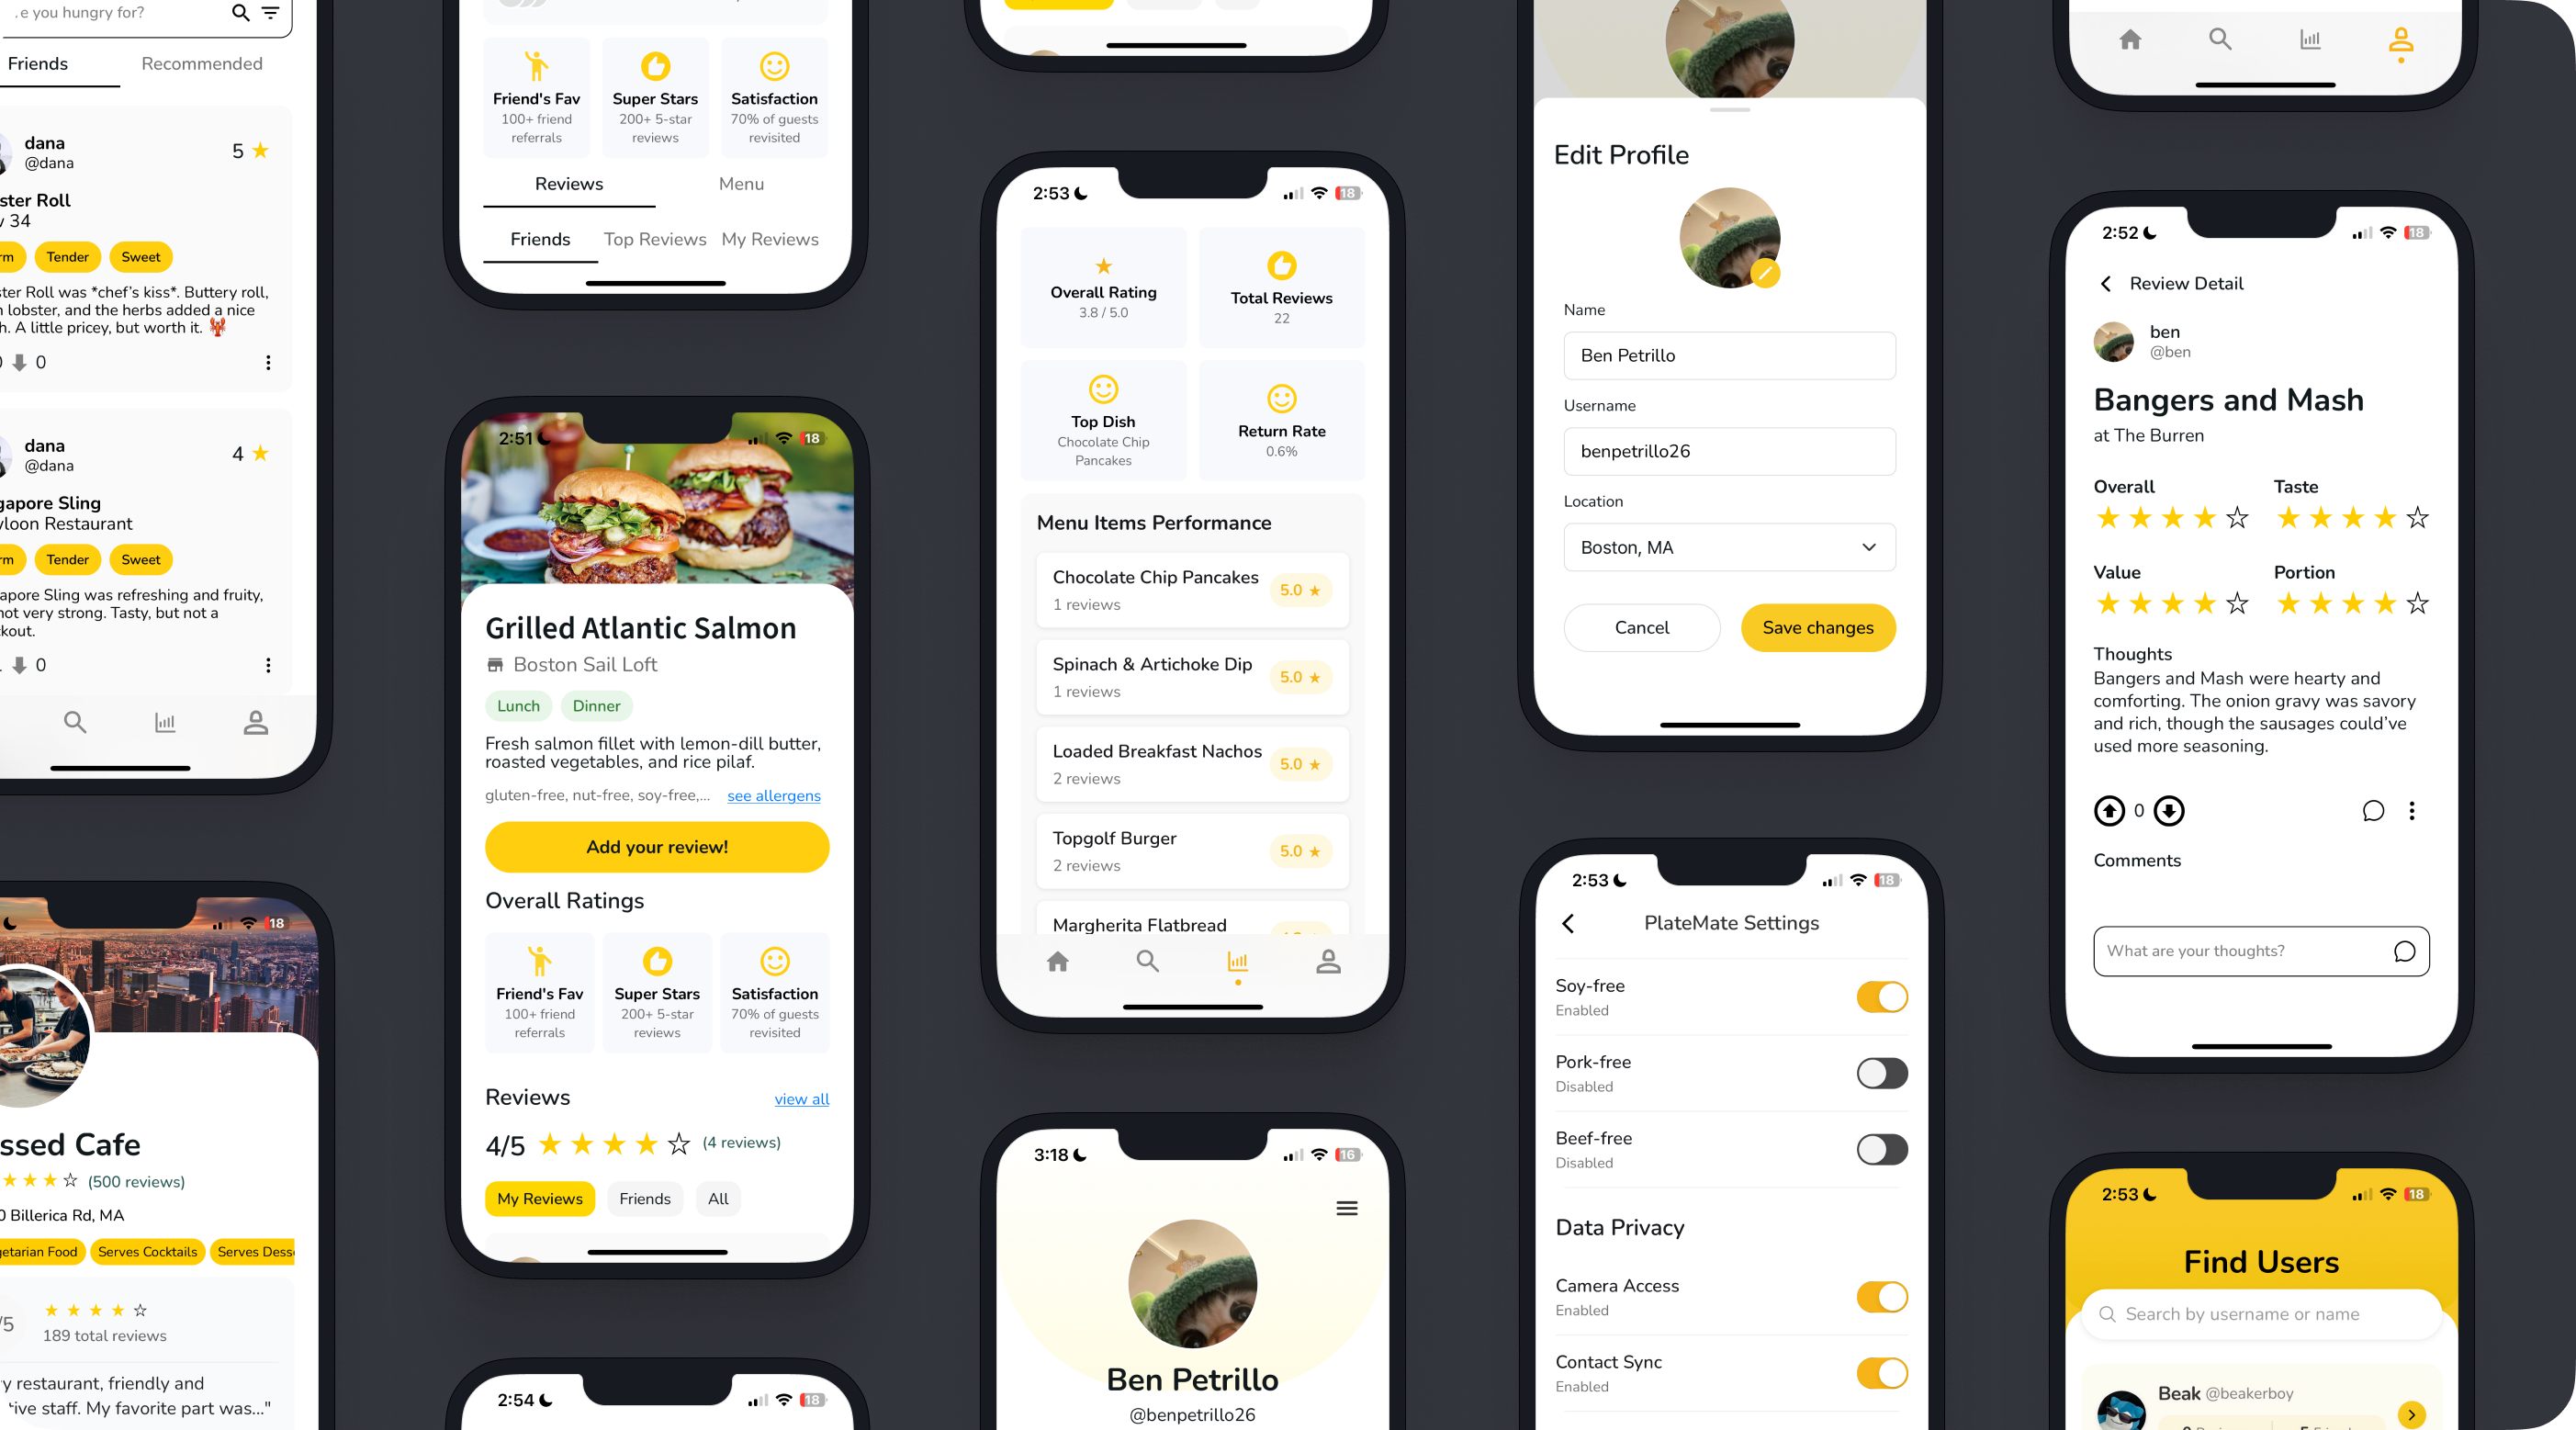 you hungry for?
Friends
Recommended
dana
@dana
5
34
Tender
Sweet
Roll was *chef's kiss*. Buttery roll,
lobster, and the herbs added a nice
A little pricey, but worth it. 🦞
0
dana
@dana
4
Sling
Restaurant
Tender
Sweet
Sling was refreshing and fruity,
not very strong. Tasty, but not a
0
18
Cafe
(500 reviews)
Billerica Rd, MA
Food
Serves Cocktails
Serves
/5
189 total reviews
restaurant, friendly and
staff. My favorite part was..."
Friend's Fav
100+ friend
referrals
Super Stars
200+ 5-star
reviews
Satisfaction
70% of guests
revisited
Reviews
Menu
Friends
Top Reviews
My Reviews
2:51
18
Grilled Atlantic Salmon
Boston Sail Loft
Lunch
Dinner
Fresh salmon fillet with lemon-dill butter,
roasted vegetables, and rice pilaf.
gluten-free, nut-free, soy-free,...
see allergens
Add your review!
Overall Ratings
Friend's Fav
100+ friend
referrals
Super Stars
200+ 5-star
reviews
Satisfaction
70% of guests
revisited
Reviews
view all
4/5
(4 reviews)
My Reviews
Friends
All
2:54
18
2:53
18
Overall Rating
3.8 / 5.0
Total Reviews
22
Top Dish
Chocolate Chip
Pancakes
Return Rate
0.6%
Menu Items Performance
Chocolate Chip Pancakes
1 reviews
5.0
Spinach & Artichoke Dip
1 reviews
5.0
Loaded Breakfast Nachos
2 reviews
5.0
Topgolf Burger
2 reviews
5.0
Margherita Flatbread
3:18
16
Ben Petrillo
@benpetrillo26
Edit Profile
Name
Ben Petrillo
Username
benpetrillo26
Location
Boston, MA
Cancel
Save changes
2:53
18
PlateMate Settings
Soy-free
Enabled
Pork-free
Disabled
Beef-free
Disabled
Data Privacy
Camera Access
Enabled
Contact Sync
Enabled
2:52
18
Review Detail
ben
@ben
Bangers and Mash
at The Burren
Overall
Taste
Value
Portion
Thoughts
Bangers and Mash were hearty and
comforting. The onion gravy was savory
and rich, though the sausages could've
used more seasoning.
0
Comments
What are your thoughts?
2:53
18
Find Users
Search by username or name
Beak @beakerboy